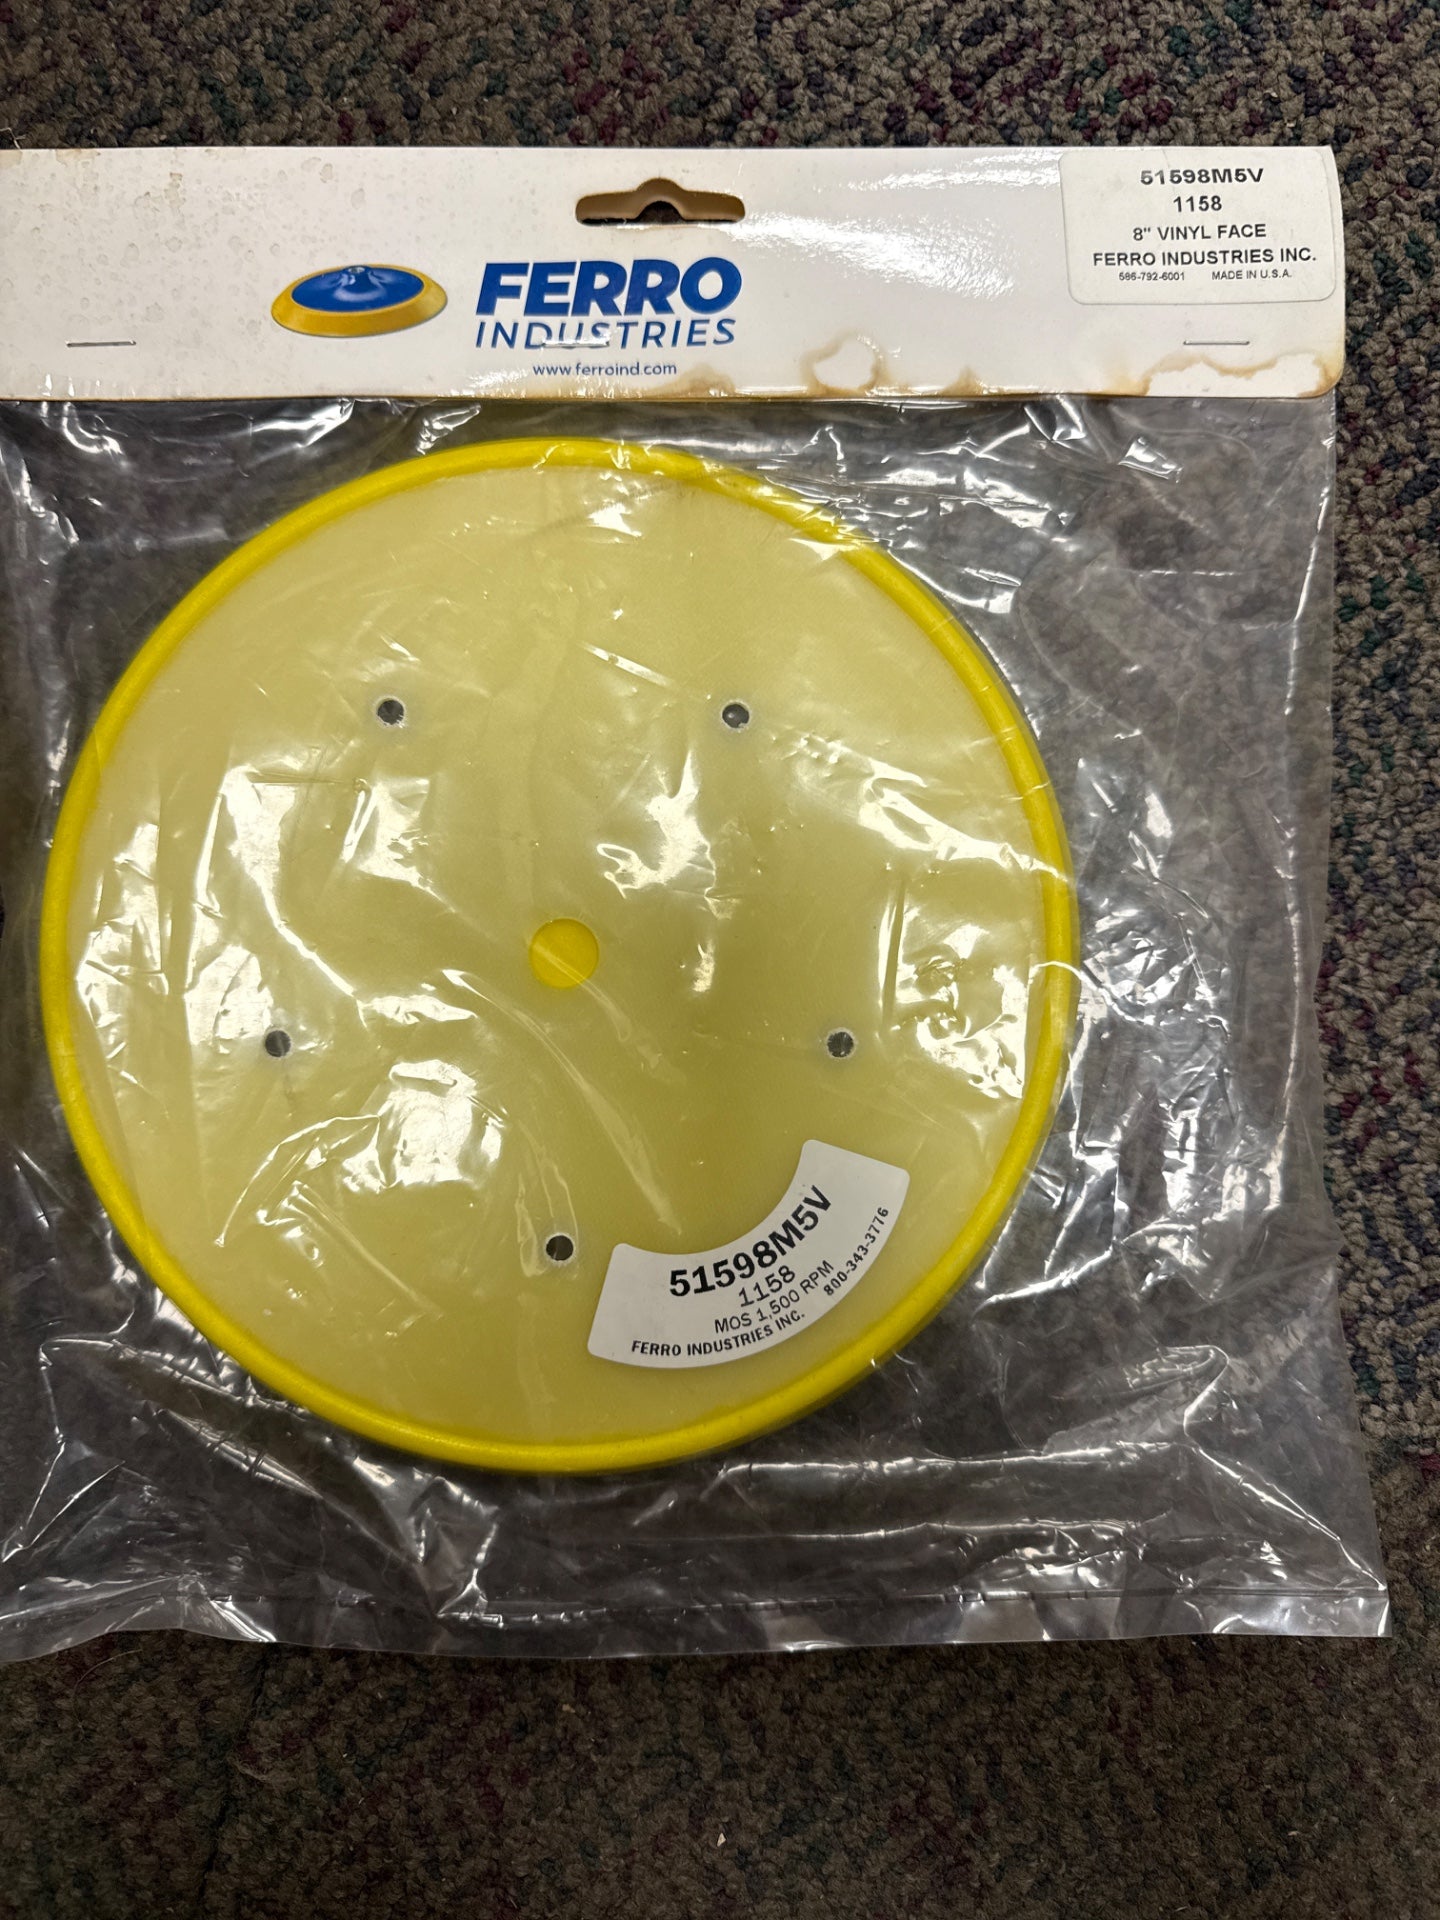 51598M5V
1158
8" VINYL FACE
FERRO INDUSTRIES INC.
586-792-6001 MADE IN U.S.A.
FERRO
INDUSTRIES
www.ferroind.com
51598M5V
1158
MOS 1,500 RPM
FERRO INDUSTRIES INC. 800-343-3776